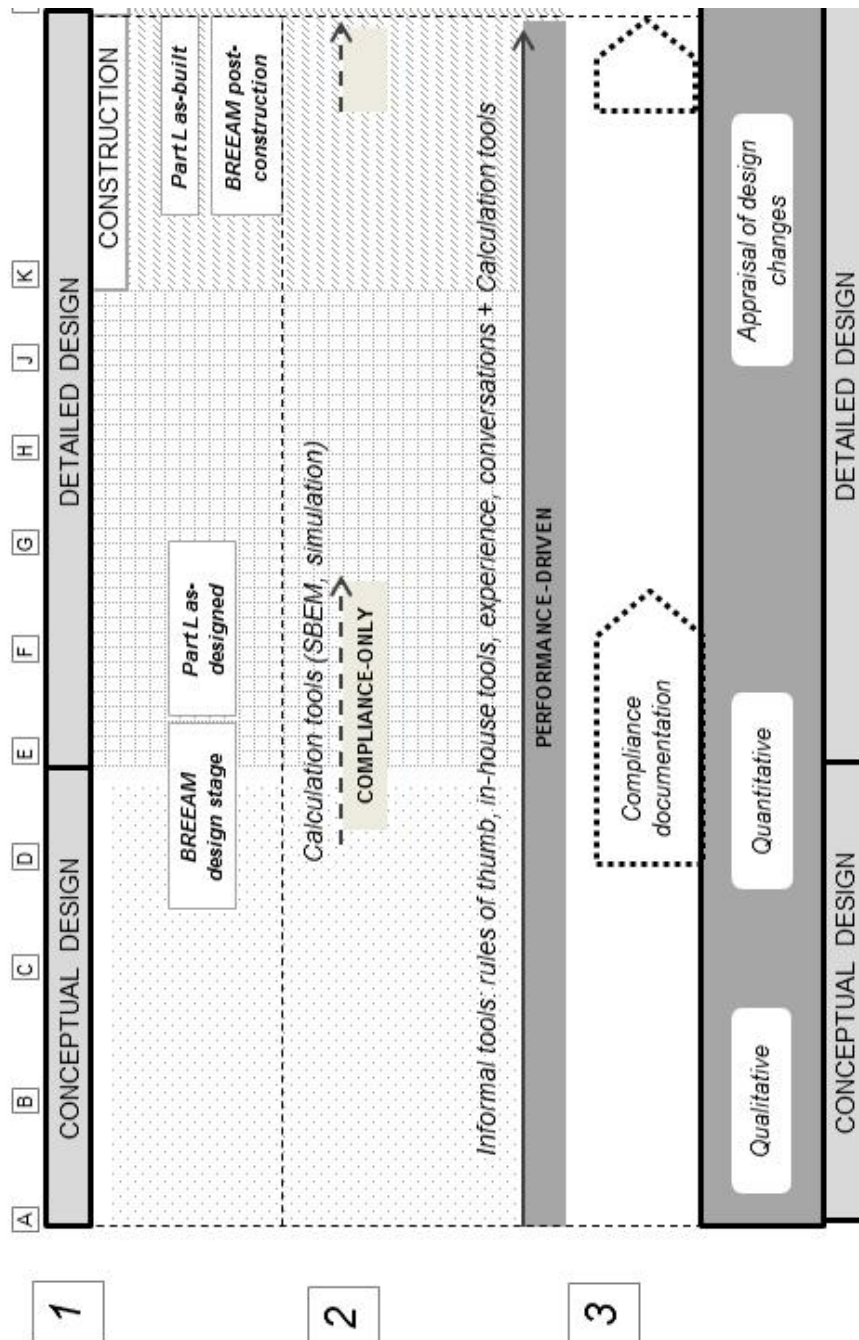 A B C D E F G H J K
CONCEPTUAL DESIGN
DETAILED DESIGN
CONSTRUCTION
1
BREEAM
design stage
Part L as-
designed
Part L as-built
BREEAM post-
construction
2
Calculation tools (SBEM, simulation)
COMPLIANCE-ONLY
Informal tools: rules of thumb, in-house tools, experience, conversations + Calculation tools
PERFORMANCE-DRIVEN
3
Compliance
documentation
Qualitative
Quantitative
Appraisal of design
changes
CONCEPTUAL DESIGN
DETAILED DESIGN